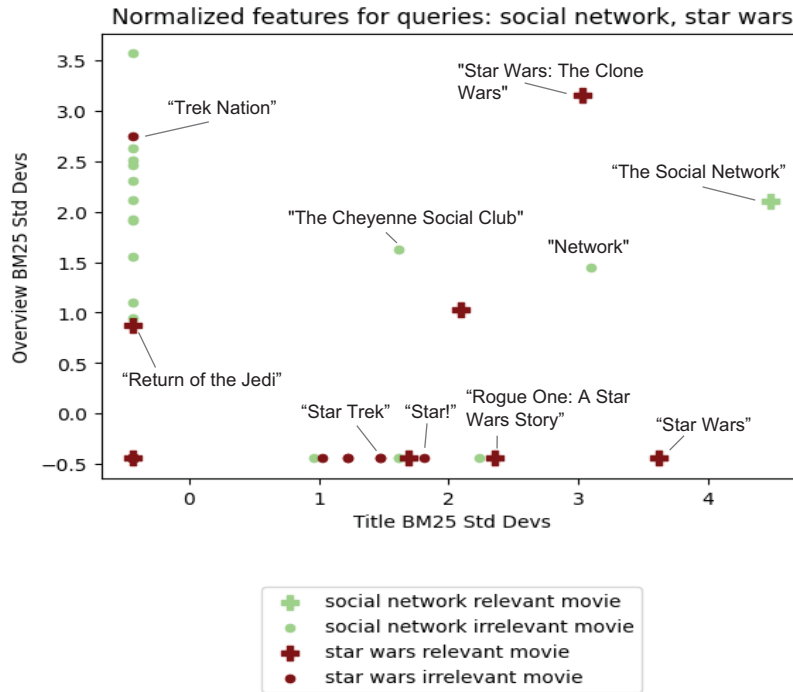 Normalized features for queries: social network, star wars
3.5
3.0
2.5
2.0
1.5
1.0
0.5
0.0
−0.5
Overview BM25 Std Devs
"Star Wars: The Clone
Wars"
“Trek Nation”
“The Social Network”
"The Cheyenne Social Club"
"Network"
“Return of the Jedi”
“Star Trek”
“Star!”
“Rogue One: A Star
Wars Story”
“Star Wars”
0 1 2 3 4
Title BM25 Std Devs
social network relevant movie
social network irrelevant movie
star wars relevant movie
star wars irrelevant movie